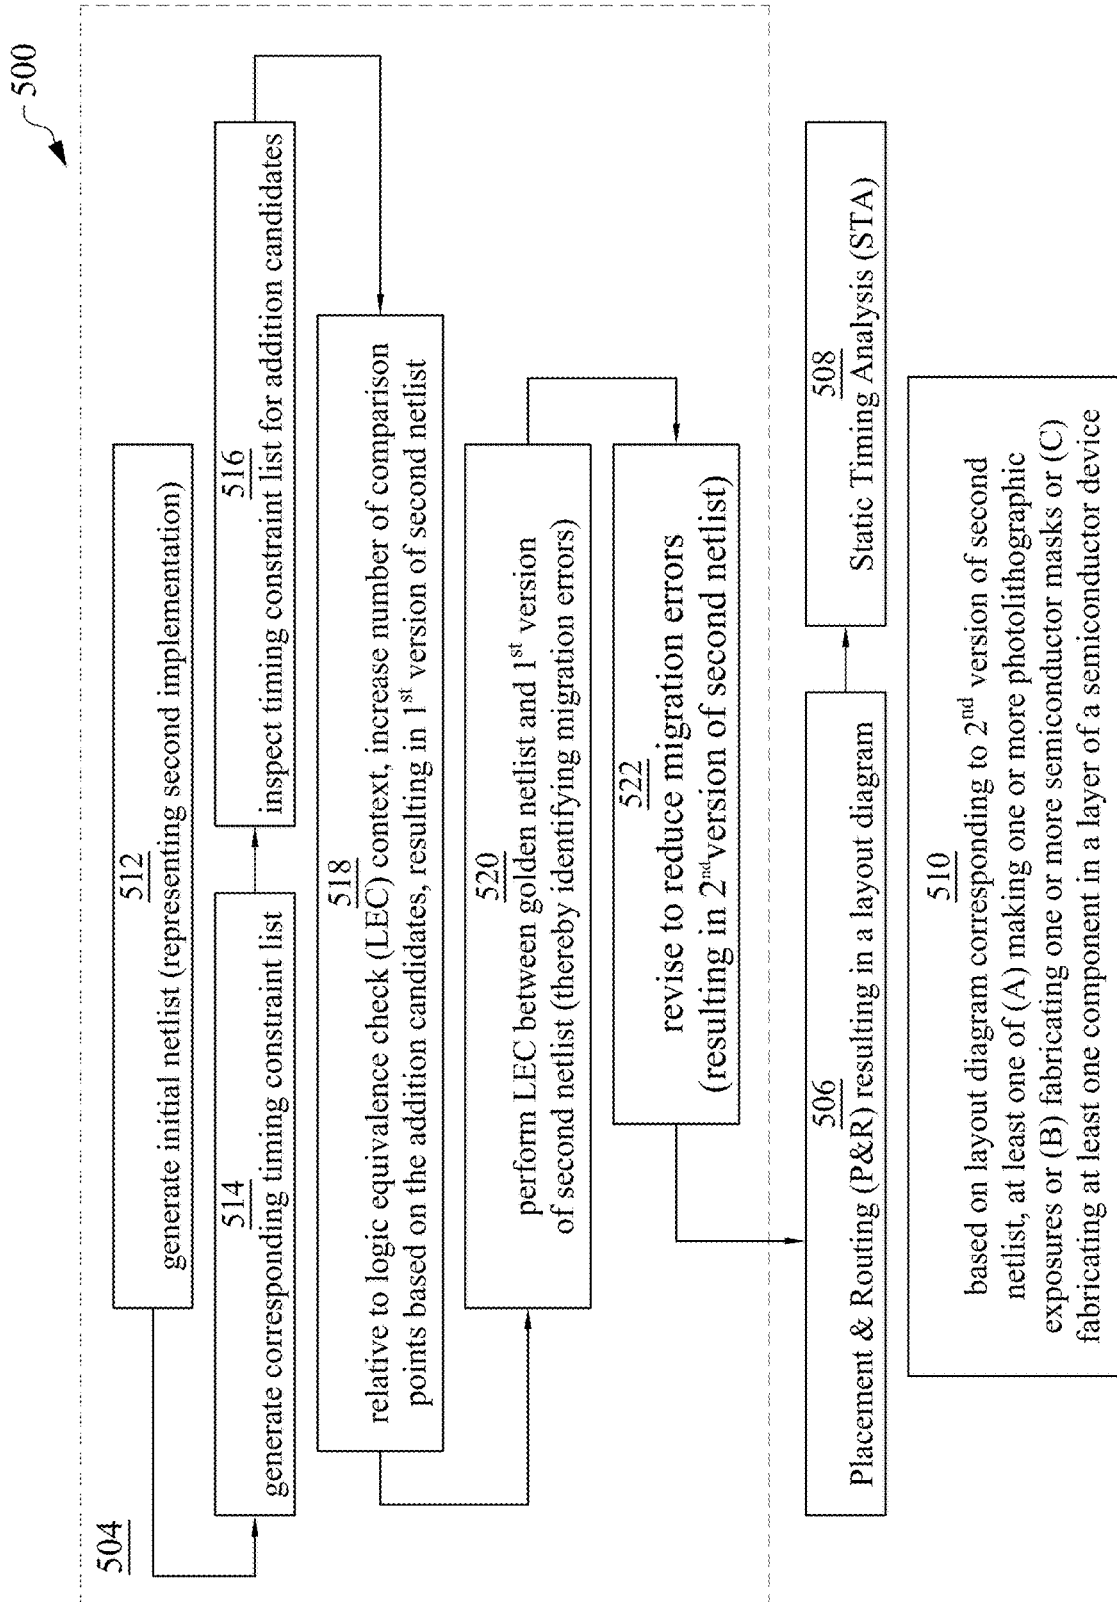 500
504
512
generate initial netlist (representing second implementation)
514
generate corresponding timing constraint list
516
inspect timing constraint list for addition candidates
518
relative to logic equivalence check (LEC) context, increase number of comparison
points based on the addition candidates, resulting in 1st version of second netlist
520
perform LEC between golden netlist and 1st version
of second netlist (thereby identifying migration errors)
522
revise to reduce migration errors
(resulting in 2nd version of second netlist)
506
Placement & Routing (P&R) resulting in a layout diagram
508
Static Timing Analysis (STA)
510
based on layout diagram corresponding to 2nd version of second
netlist, at least one of (A) making one or more photolithographic
exposures or (B) fabricating one or more semiconductor masks or (C)
fabricating at least one component in a layer of a semiconductor device